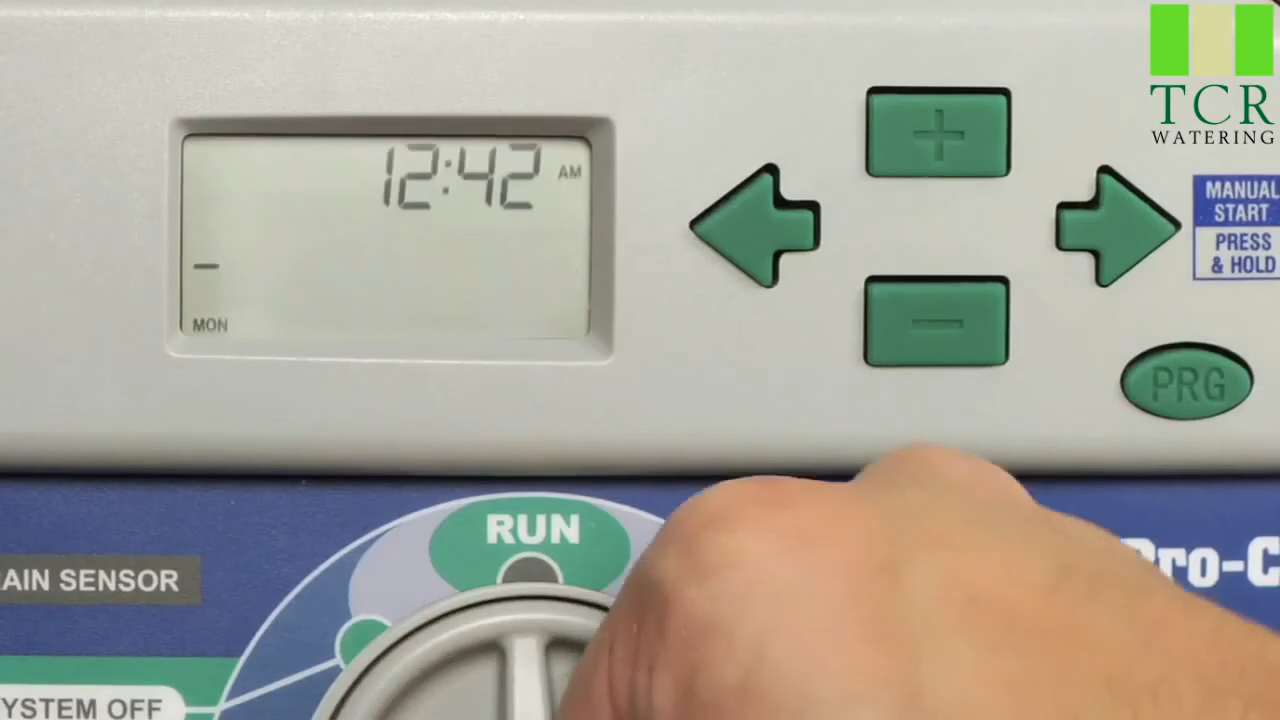 TCR
WATERING
12:42 AM
MON
MANUAL
START
PRESS
& HOLD
PRG
RUN
AIN SENSOR
YSTEM OFF
Pro-C